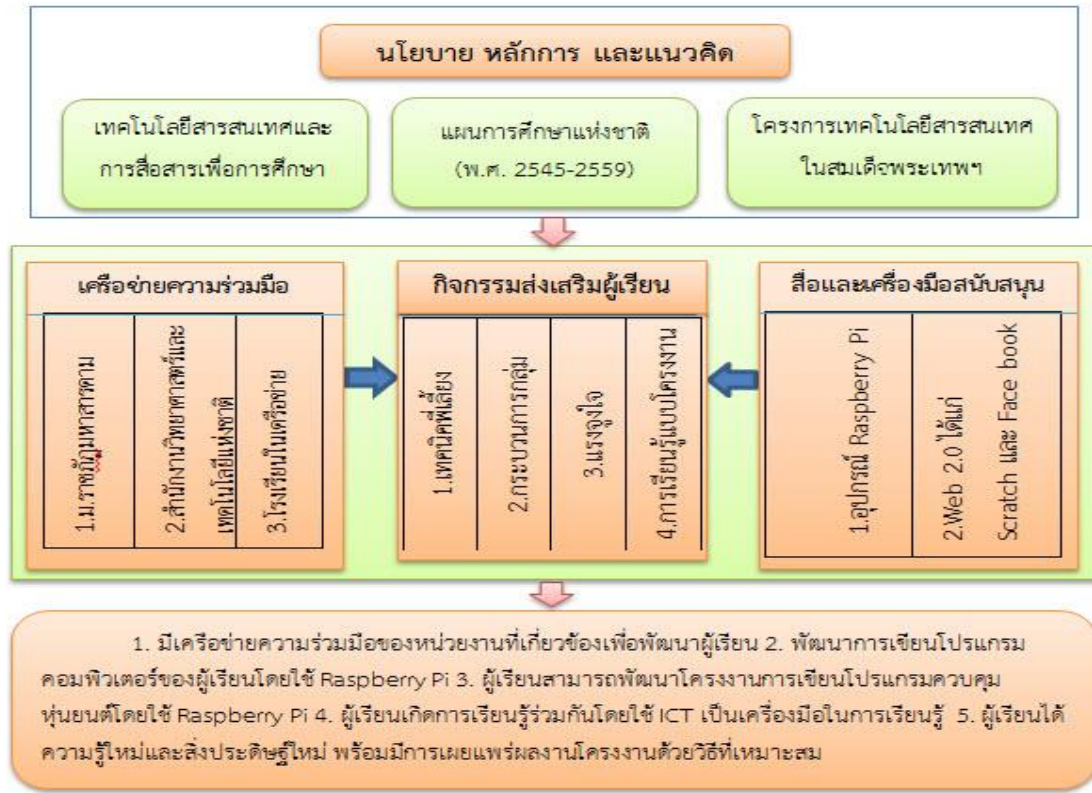 นโยบาย หลักการ และแนวคิด
เทคโนโลยีสารสนเทศและ
การสื่อสารเพื่อการศึกษา
แผนการศึกษาแห่งชาติ
(พ.ศ. 2545-2559)
โครงการเทคโนโลยีสารสนเทศ
ในสมเด็จพระเทพฯ
เครือข่ายความร่วมมือ
1.ม.ราชภัฏมหาสารคาม
2.สำนักงานวิทยาศาสตร์และ
เทคโนโลยีแห่งชาติ
3.โรงเรียนในเครือข่าย
กิจกรรมส่งเสริมผู้เรียน
1.เทคนิคพี่เลี้ยง
2.กระบวนการกลุ่ม
3.แรงจูงใจ
4.การเรียนรู้แบบโครงงาน
สื่อและเครื่องมือสนับสนุน
1.อุปกรณ์ Raspberry Pi
2.Web 2.0 ได้แก่
Scratch และ Face book
1. มีเครือข่ายความร่วมมือของหน่วยงานที่เกี่ยวข้องเพื่อพัฒนาผู้เรียน 2. พัฒนาการเขียนโปรแกรม
คอมพิวเตอร์ของผู้เรียนโดยใช้ Raspberry Pi 3. ผู้เรียนสามารถพัฒนาโครงงานการเขียนโปรแกรมควบคุม
หุ่นยนต์โดยใช้ Raspberry Pi 4. ผู้เรียนเกิดการเรียนรู้ร่วมกันโดยใช้ ICT เป็นเครื่องมือในการเรียนรู้ 5. ผู้เรียนได้
ความรู้ใหม่และสิ่งประดิษฐ์ใหม่ พร้อมมีการเผยแพร่ผลงานโครงงานด้วยวิธีที่เหมาะสม